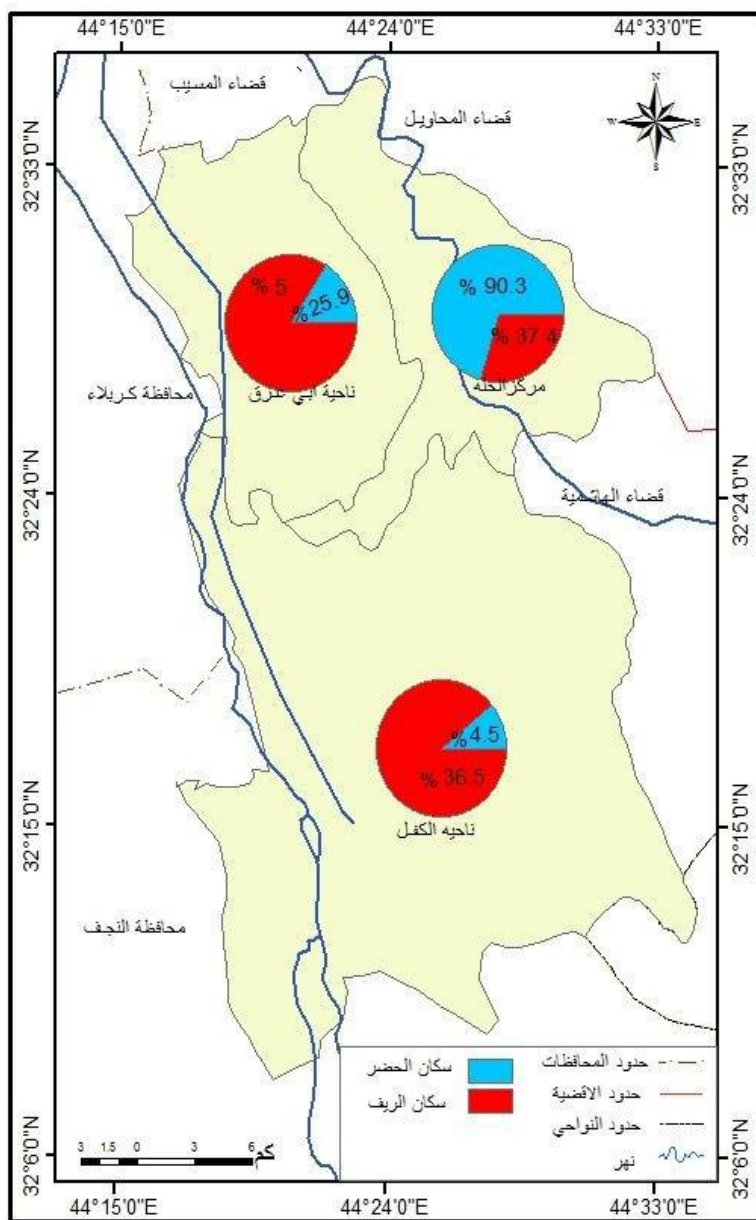 44°15'0"E 44°24'0"E 44°33'0"E
قضاء المسيب
قضاء المحاويل
N
W E
S
32°33'0"N 32°33'0"N
% 5
% 25.9
% 90.3
% 37.4
محافظة كربلاء
ناحية ابي غرق
مركز الحله
32°24'0"N 32°24'0"N
قضاء الهاشمية
% 4.5
% 36.5
ناحيه الكفل
32°15'0"N 32°15'0"N
محافظة النجف
سكان الحضر
سكان الريف
حدود المحافظات
حدود الاقضية
حدود النواحي
نهر
3 1.5 0 3 6
كم
32°6'0"N 32°6'0"N
44°15'0"E 44°24'0"E 44°33'0"E